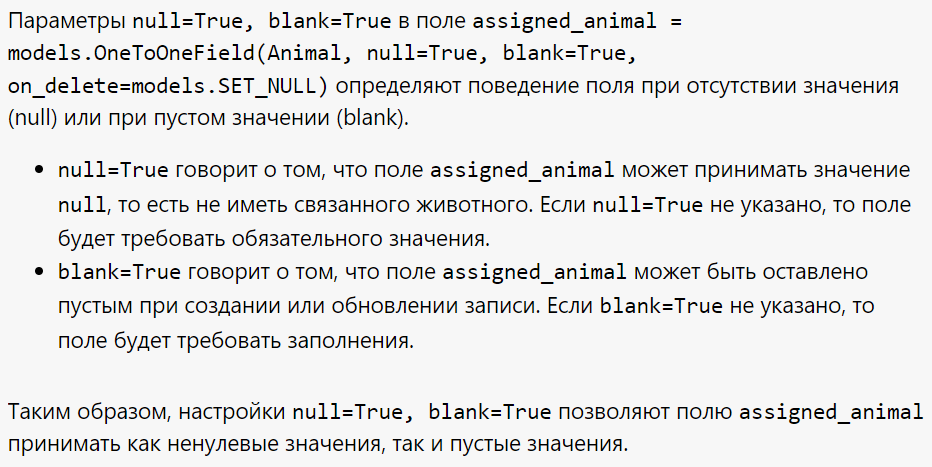 Параметры null=True, blank=True в поле assigned_animal =
models.OneToOneField(Animal, null=True, blank=True,
on_delete=models.SET_NULL) определяют поведение поля при отсутствии значения
(null) или при пустом значении (blank).
• null=True говорит о том, что поле assigned_animal может принимать значение
null, то есть не иметь связанного животного. Если null=True не указано, то поле
будет требовать обязательного значения.
• blank=True говорит о том, что поле assigned_animal может быть оставлено
пустым при создании или обновлении записи. Если blank=True не указано, то
поле будет требовать заполнения.
Таким образом, настройки null=True, blank=True позволяют полю assigned_animal
принимать как ненулевые значения, так и пустые значения.